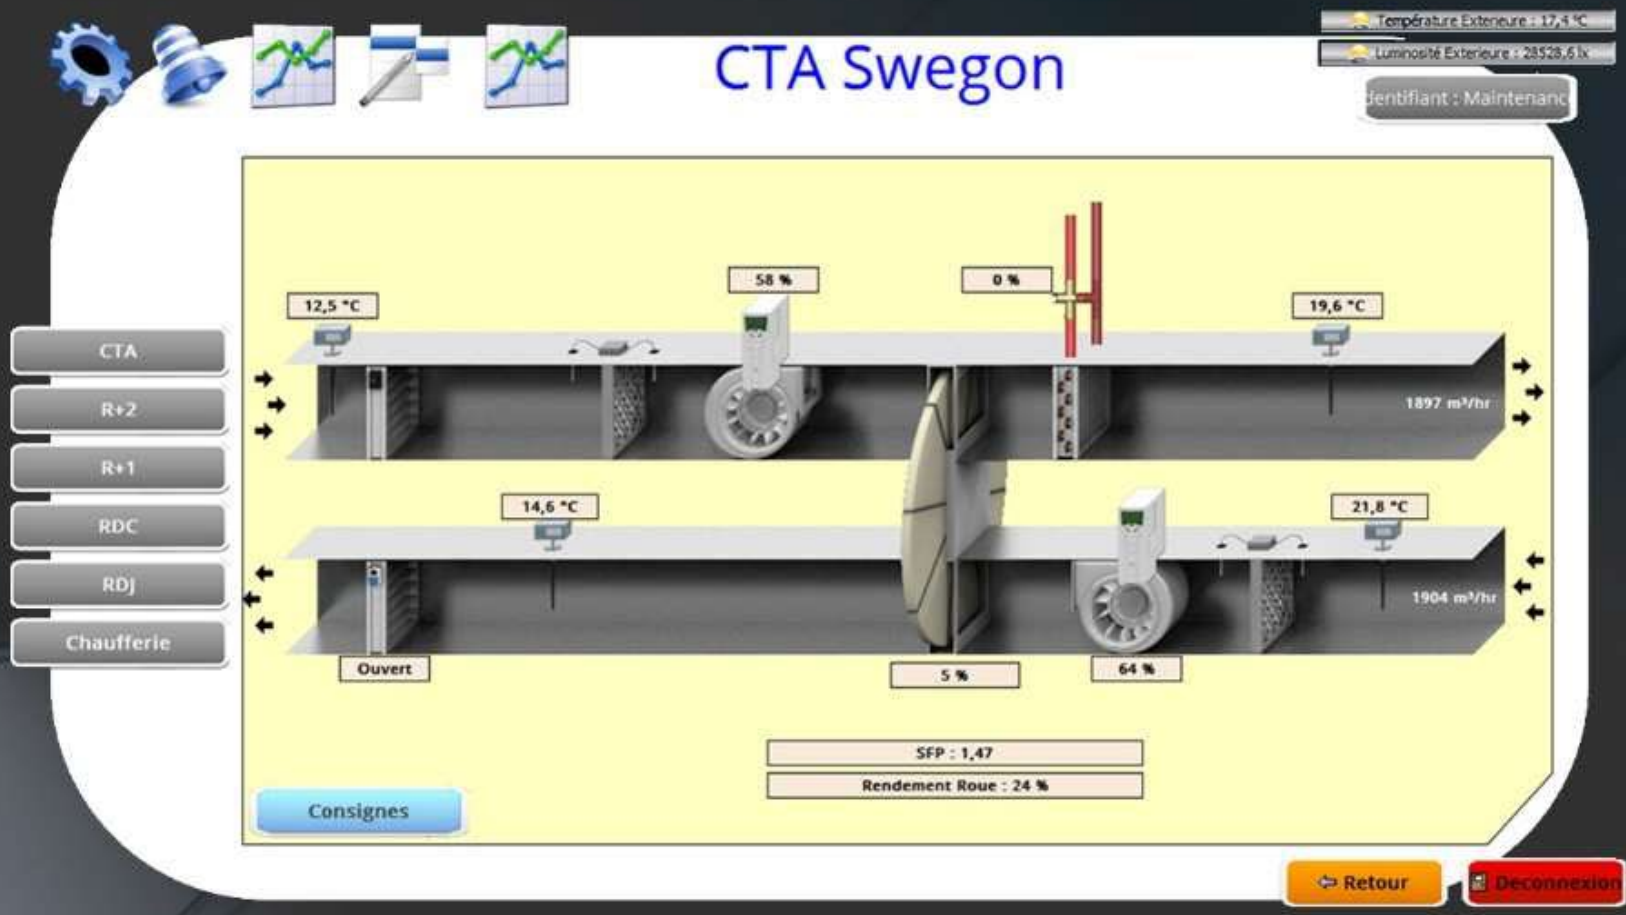 CTA Swegon
Température Exterieure : 17,4 °C
Luminosité Exterieure : 28528,6 lx
dentifiant : Maintenanc
58 %
0 %
12,5 °C
19,6 °C
CTA
R+2
R+1
RDC
RDJ
Chaufferie
1897 m³/hr
14,6 °C
21,8 °C
1904 m³/hr
Ouvert
5 %
64 %
SFP : 1,47
Rendement Roue : 24 %
Consignes
Retour
Deconnexion